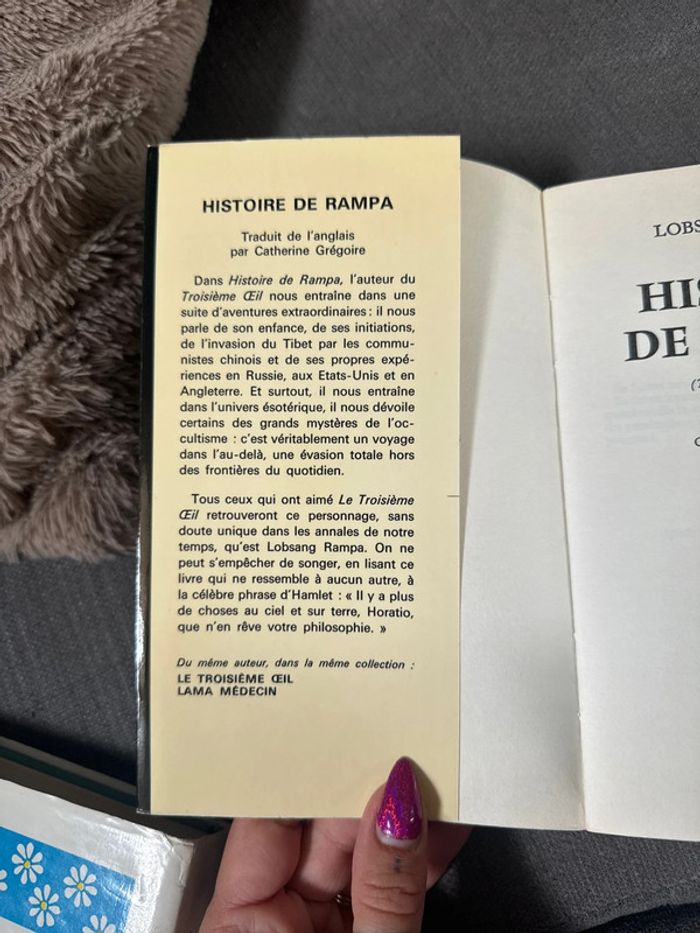 HISTOIRE DE RAMPA
Traduit de l'anglais
par Catherine Grégoire
Dans Histoire de Rampa, l'auteur du
Troisième Œil nous entraîne dans une
suite d'aventures extraordinaires : il nous
parle de son enfance, de ses initiations,
de l'invasion du Tibet par les commu-
nistes chinois et de ses propres expé-
riences en Russie, aux Etats-Unis et en
Angleterre. Et surtout, il nous entraîne
dans l'univers ésotérique, il nous dévoile
certains des grands mystères de l'oc-
cultisme : c'est véritablement un voyage
dans l'au-delà, une évasion totale hors
des frontières du quotidien.
Tous ceux qui ont aimé Le Troisième
Œil retrouveront ce personnage, sans
doute unique dans les annales de notre
temps, qu'est Lobsang Rampa. On ne
peut s'empêcher de songer, en lisant ce
livre qui ne ressemble à aucun autre, à
la célèbre phrase d'Hamlet : « Il y a plus
de choses au ciel et sur terre, Horatio,
que n'en rêve votre philosophie. »
Du même auteur, dans la même collection :
LE TROISIÈME ŒIL
LAMA MÉDECIN
LOBS
HIS
DE